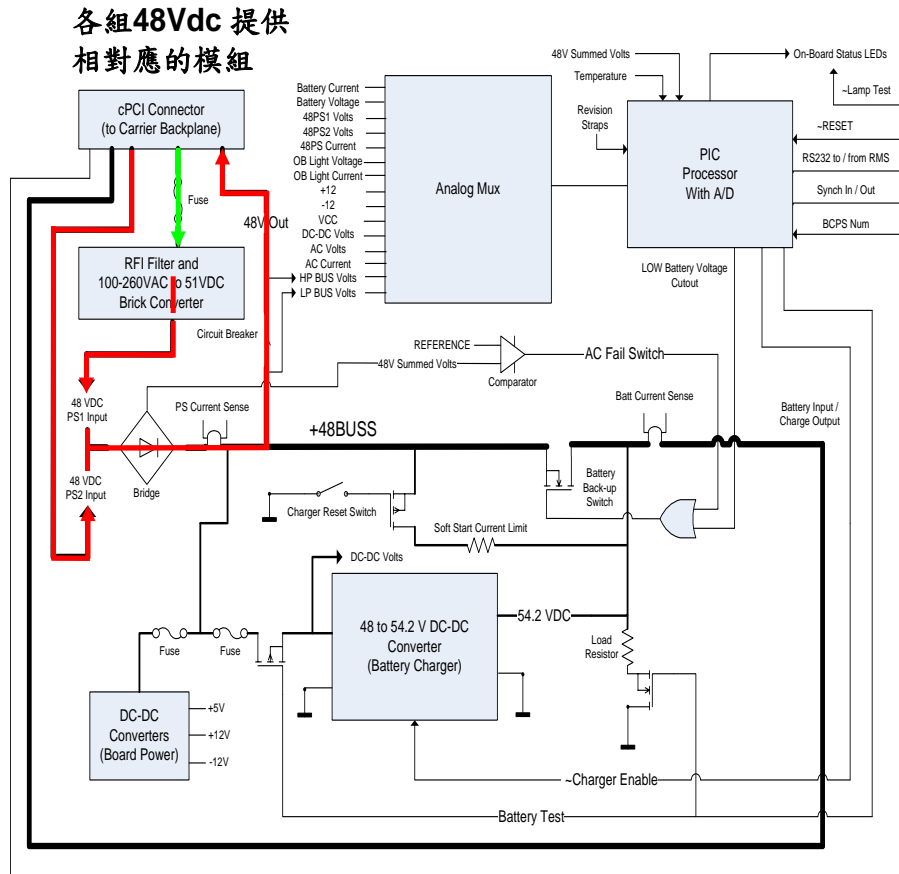 各組48Vdc 提供
相對應的模組
cPCI Connector
(to Carrier Backplane)
Fuse
48V Out
RFI Filter and
100-260VAC to 51VDC
Brick Converter
Circuit Breaker
48 VDC
PS1 Input
48 VDC
PS2 Input
Bridge
PS Current Sense
+48BUSS
Battery Current
Battery Voltage
48PS1 Volts
48PS2 Volts
48PS Current
OB Light Voltage
OB Light Current
+12
-12
VCC
DC-DC Volts
AC Volts
AC Current
HP BUS Volts
LP BUS Volts
Analog Mux
48V Summed Volts
Temperature
Revision
Straps
PIC
Processor
With A/D
On-Board Status LEDs
~Lamp Test
~RESET
RS232 to / from RMS
Synch In / Out
BCPS Num
LOW Battery Voltage
Cutout
REFERENCE
48V Summed Volts
Comparator
AC Fail Switch
Batt Current Sense
Battery Input /
Charge Output
Battery
Back-up
Switch
Charger Reset Switch
Soft Start Current Limit
DC-DC Volts
48 to 54.2 V DC-DC
Converter
(Battery Charger)
54.2 VDC
Load
Resistor
Fuse
Fuse
DC-DC
Converters
(Board Power)
+5V
+12V
-12V
~Charger Enable
Battery Test